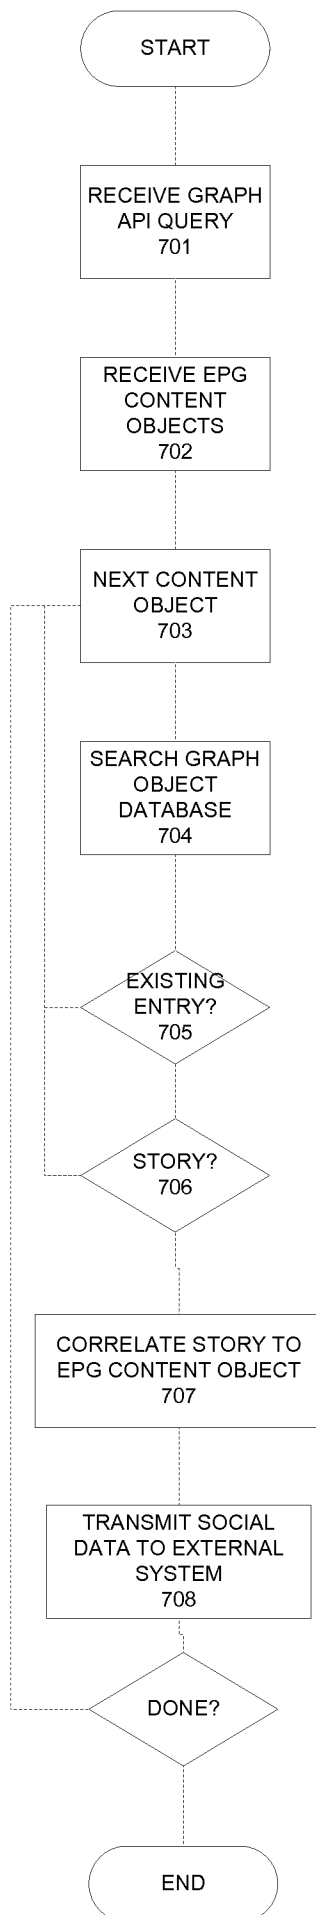 START
RECEIVE GRAPH
API QUERY
701
RECEIVE EPG
CONTENT
OBJECTS
702
NEXT CONTENT
OBJECT
703
SEARCH GRAPH
OBJECT
DATABASE
704
EXISTING
ENTRY?
705
STORY?
706
CORRELATE STORY TO
EPG CONTENT OBJECT
707
TRANSMIT SOCIAL
DATA TO EXTERNAL
SYSTEM
708
DONE?
END